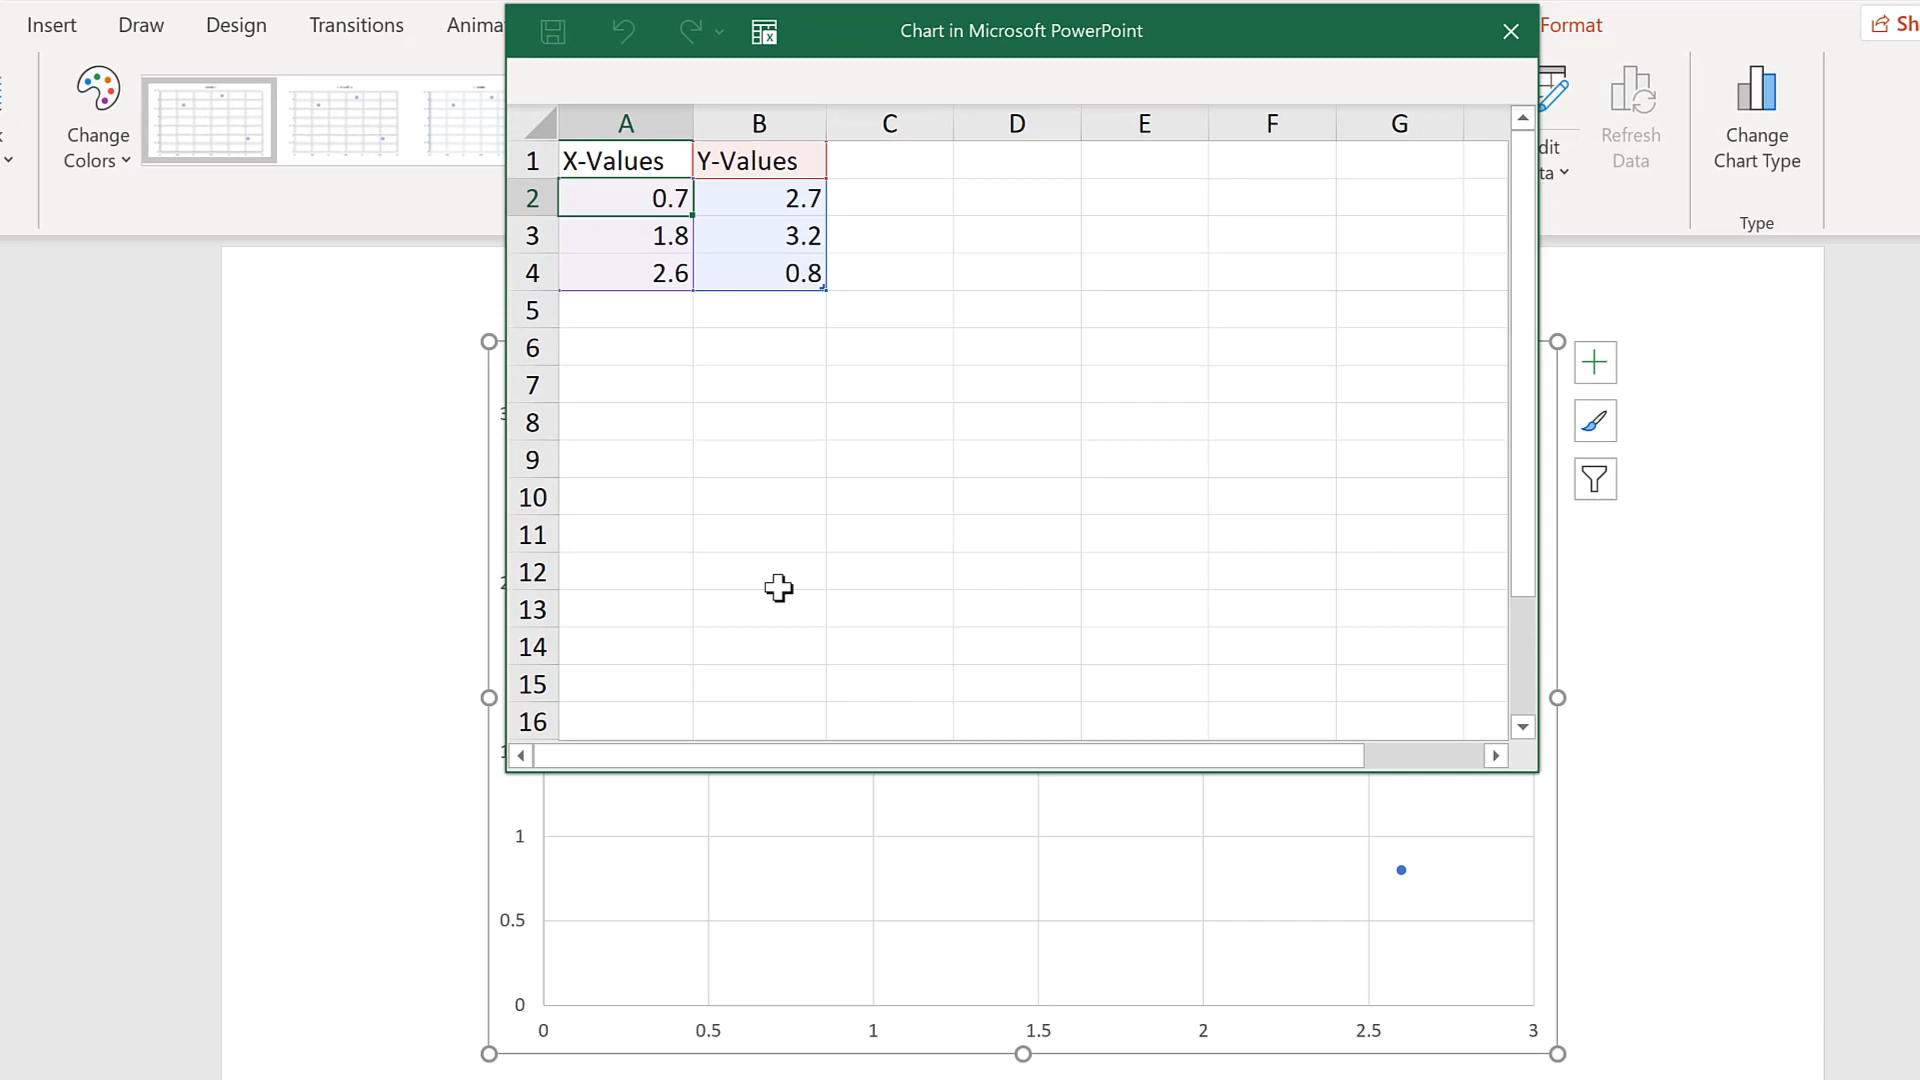 Insert Draw Design Transitions Anima
Chart in Microsoft PowerPoint
Format
Sh
Change
Colors
dit
ta
Refresh
Data
Change
Chart Type
Type
A B C D E F G
1 X-Values Y-Values
2 0.7 2.7
3 1.8 3.2
4 2.6 0.8
5
6
7
8
9
10
11
12
13
14
15
16
1
0.5
0
0 0.5 1 1.5 2 2.5 3